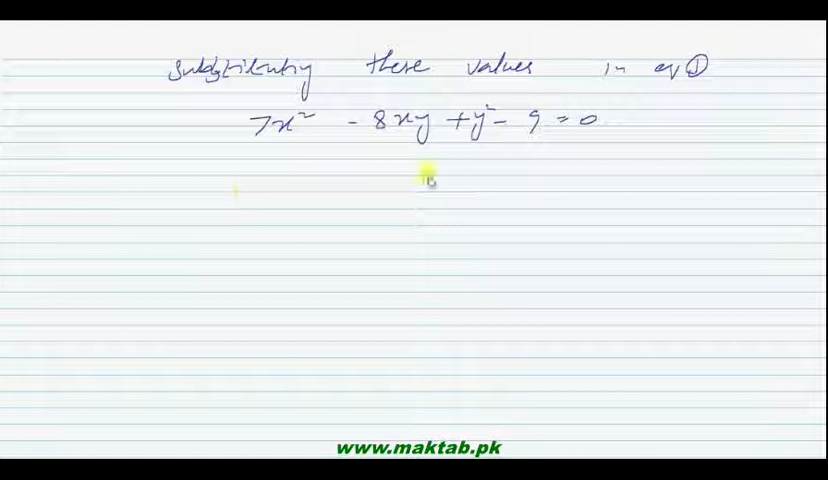 substituting these values in eq ①
7x² - 8xy + y² - 9 = 0
www.maktab.pk